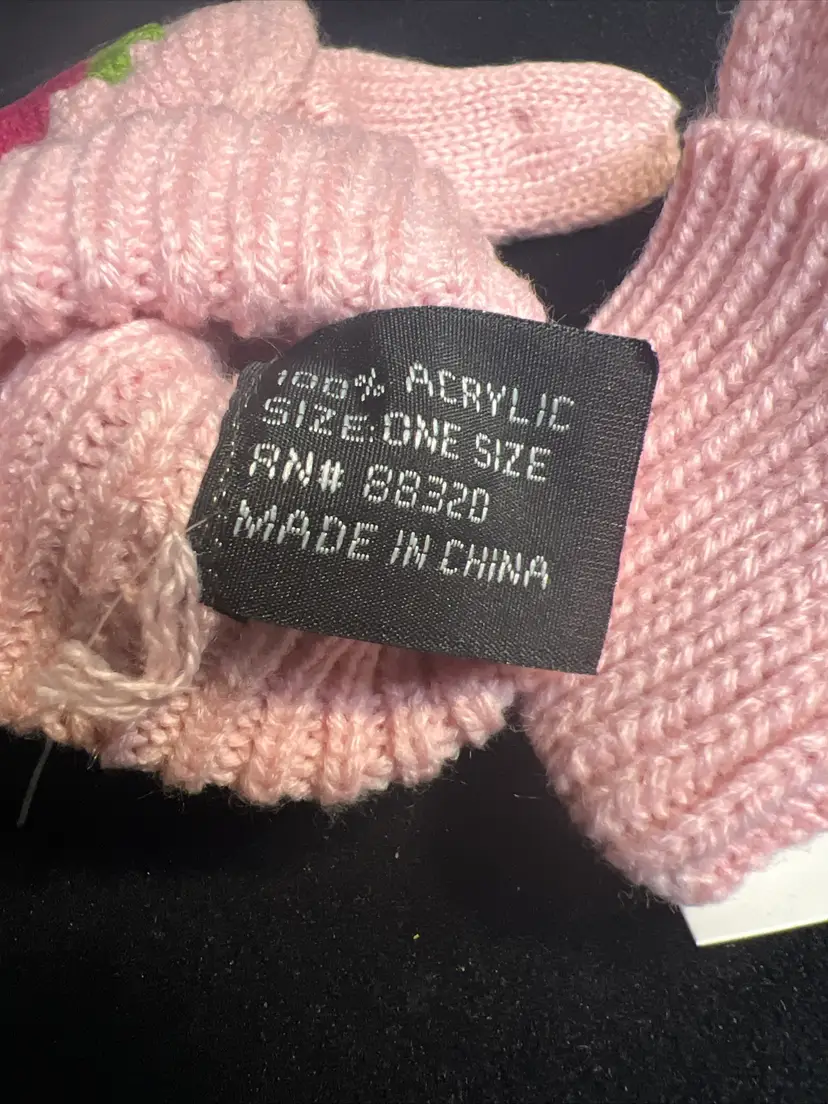 100% ACRYLIC
SIZE:ONE SIZE
RN# 88320
MADE IN CHINA